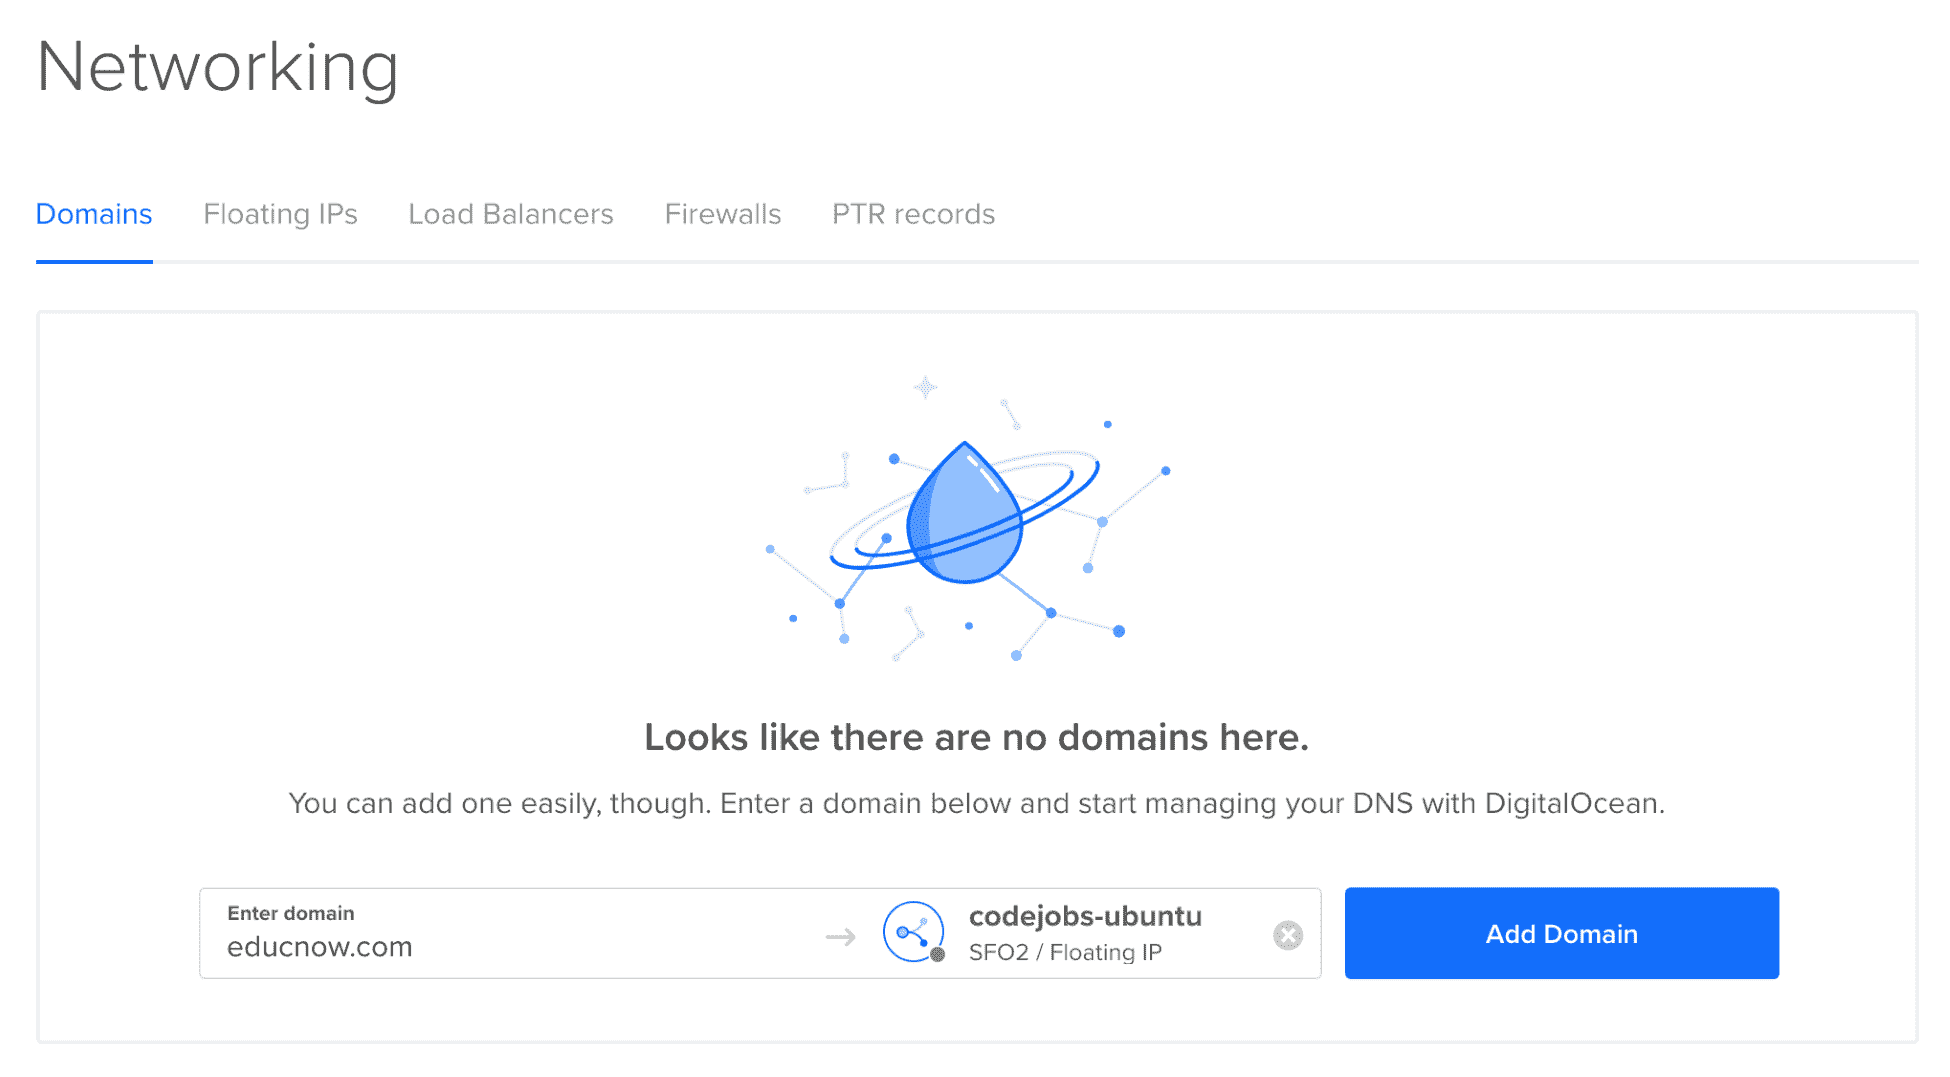 Networking
Domains Floating IPs Load Balancers Firewalls PTR records
Looks like there are no domains here.
You can add one easily, though. Enter a domain below and start managing your DNS with DigitalOcean.
Enter domain
educnow.com
codejobs-ubuntu
SFO2 / Floating IP
Add Domain